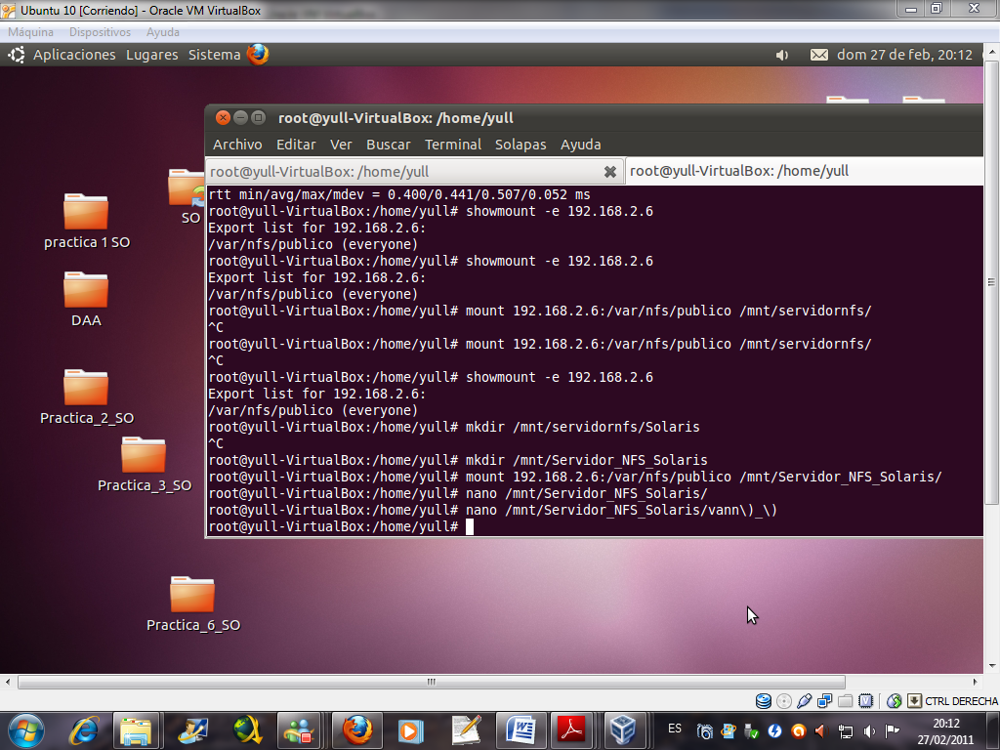 Ubuntu 10 [Corriendo] - Oracle VM VirtualBox
Máquina Dispositivos Ayuda
Aplicaciones Lugares Sistema dom 27 de feb, 20:12
root@yull-VirtualBox: /home/yull
Archivo Editar Ver Buscar Terminal Solapas Ayuda
root@yull-VirtualBox: /home/yull root@yull-VirtualBox: /home/yull
rtt min/avg/max/mdev = 0.400/0.441/0.507/0.052 ms
root@yull-VirtualBox:/home/yull# showmount -e 192.168.2.6
Export list for 192.168.2.6:
/var/nfs/publico (everyone)
root@yull-VirtualBox:/home/yull# showmount -e 192.168.2.6
Export list for 192.168.2.6:
/var/nfs/publico (everyone)
root@yull-VirtualBox:/home/yull# mount 192.168.2.6:/var/nfs/publico /mnt/servidornfs/
^C
root@yull-VirtualBox:/home/yull# mount 192.168.2.6:/var/nfs/publico /mnt/servidornfs/
^C
root@yull-VirtualBox:/home/yull# showmount -e 192.168.2.6
Export list for 192.168.2.6:
/var/nfs/publico (everyone)
root@yull-VirtualBox:/home/yull# mkdir /mnt/servidornfs/Solaris
^C
root@yull-VirtualBox:/home/yull# mkdir /mnt/Servidor_NFS_Solaris
root@yull-VirtualBox:/home/yull# mount 192.168.2.6:/var/nfs/publico /mnt/Servidor_NFS_Solaris/
root@yull-VirtualBox:/home/yull# nano /mnt/Servidor_NFS_Solaris/
root@yull-VirtualBox:/home/yull# nano /mnt/Servidor_NFS_Solaris/vann\)_\)
root@yull-VirtualBox:/home/yull#
SO
practica 1 SO
DAA
Practica_2_SO
Practica_3_SO
Practica_6_SO
CTRL DERECHA
ES
20:12
27/02/2011